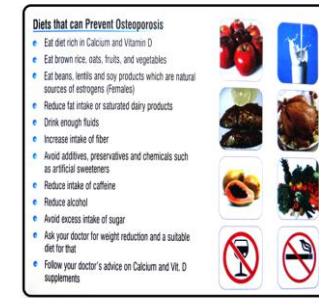 Diets that can Prevent Osteoporosis
Eat diet rich in Calcium and Vitamin D
Eat brown rice, oats, fruits, and vegetables
Eat beans, lentils and soy products which are natural
sources of estrogens (Females)
Reduce fat intake or saturated dairy products
Drink enough fluids
Increase intake of fiber
Avoid additives, preservatives and chemicals such
as artificial sweeteners
Reduce intake of caffeine
Reduce alcohol
Avoid excess intake of sugar
Ask your doctor for weight reduction and a suitable
diet for that
Follow your doctor's advice on Calcium and Vit. D
supplements